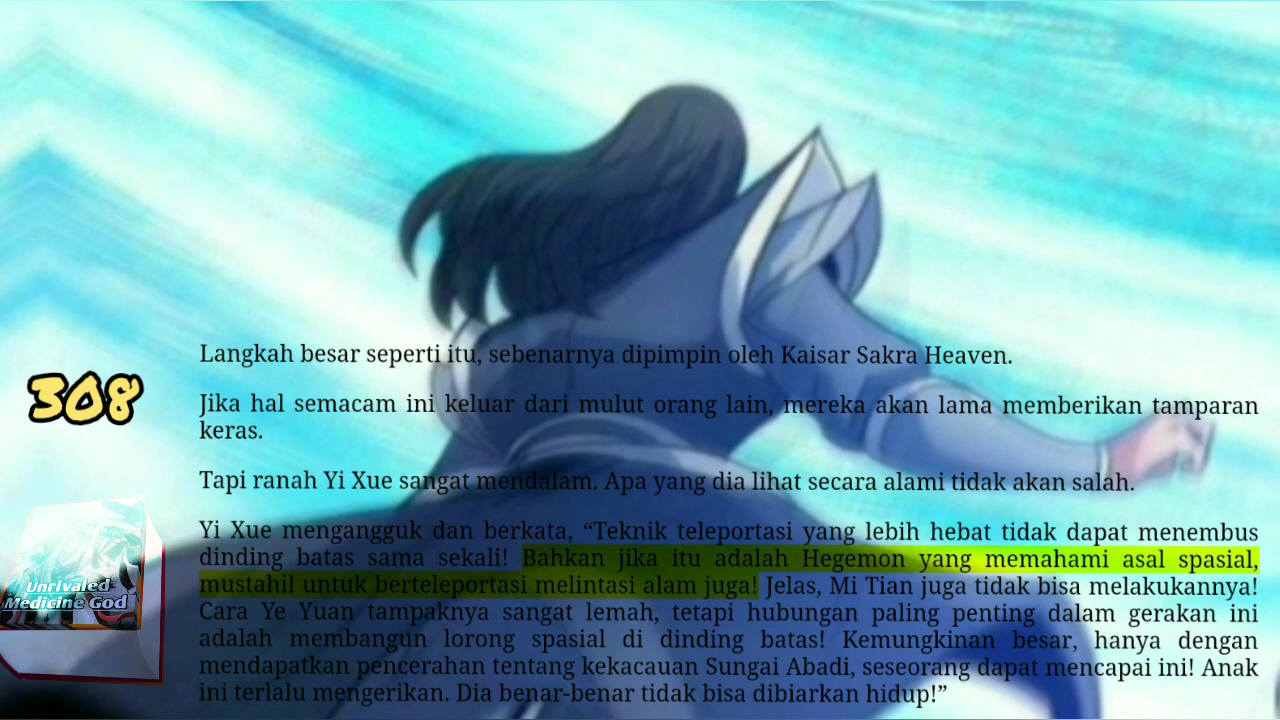 Langkah besar seperti itu, sebenarnya dipimpin oleh Kaisar Sakra Heaven.
308
Jika hal semacam ini keluar dari mulut orang lain, mereka akan lama memberikan tamparan
keras.
Tapi ranah Yi Xue sangat mendalam. Apa yang dia lihat secara alami tidak akan salah.
Yi Xue mengangguk dan berkata, “Teknik teleportasi yang lebih hebat tidak dapat menembus
dinding batas sama sekali! Bahkan jika itu adalah Hegemon yang memahami asal spasial,
mustahil untuk berteleportasi melintasi alam juga! Jelas, Mi Tian juga tidak bisa melakukannya!
Cara Ye Yuan tampaknya sangat lemah, tetapi hubungan paling penting dalam gerakan ini
adalah membangun lorong spasial di dinding batas! Kemungkinan besar, hanya dengan
mendapatkan pencerahan tentang kekacauan Sungai Abadi, seseorang dapat mencapai ini! Anak
ini terlalu mengerikan. Dia benar-benar tidak bisa dibiarkan hidup!”
Unrivaled
Medicine God